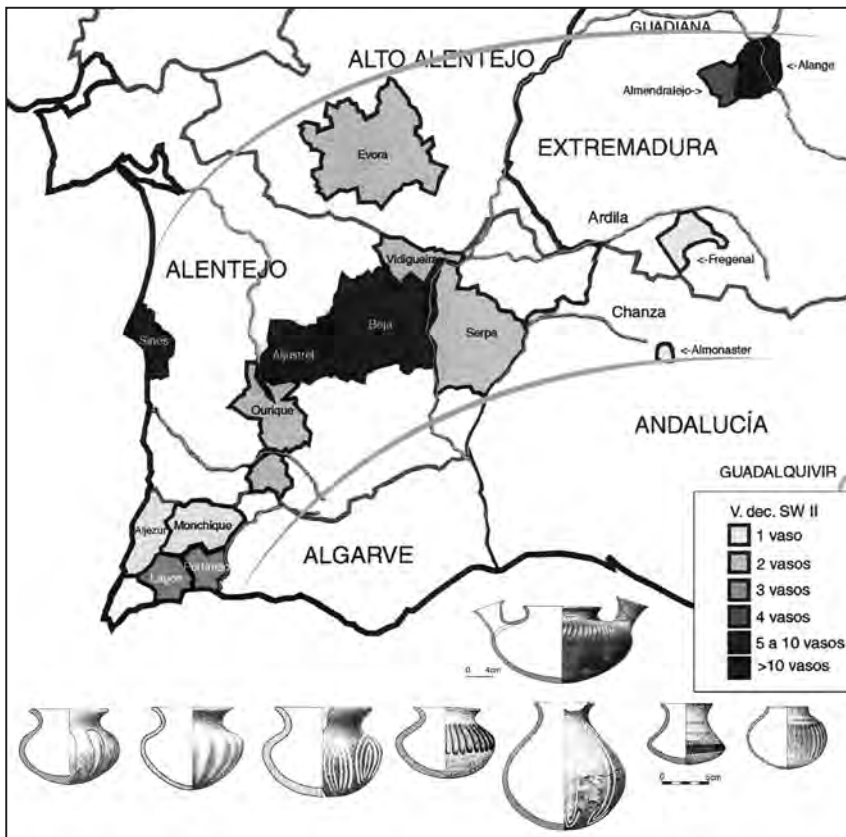 GUADIANA
ALTO ALENTEJO
<-Alange
Almendralejo->
Evora
EXTREMADURA
Ardila
Vidigueira
<-Fregenal
ALENTEJO
Chanza
Beja
Serpa
Sines
Aljustrel
<-Almonaster
Ourique
ANDALUCÍA
GUADALQUIVIR
Aljezur
Monchique
Lagos
Portimao
ALGARVE
V. dec. SW II
1 vaso
2 vasos
3 vasos
4 vasos
5 a 10 vasos
>10 vasos
0 4cm
0 5cm